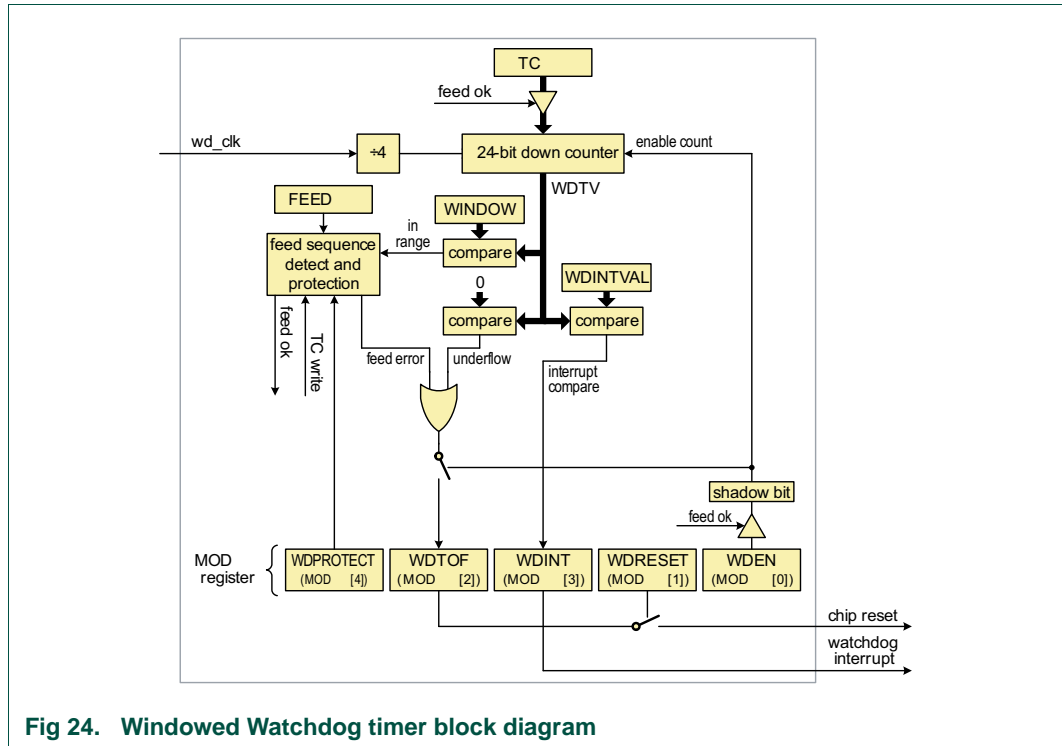 TC
feed ok
wd_clk
÷4
24-bit down counter
enable count
WDTV
FEED
WINDOW
in
range
feed sequence
detect and
protection
compare
WDINTVAL
0
compare
compare
feed ok
TC write
feed error
underflow
interrupt
compare
shadow bit
feed ok
MOD
register
WDPROTECT
(MOD [4])
WDTOF
(MOD [2])
WDINT
(MOD [3])
WDRESET
(MOD [1])
WDEN
(MOD [0])
chip reset
watchdog
interrupt
Fig 24. Windowed Watchdog timer block diagram